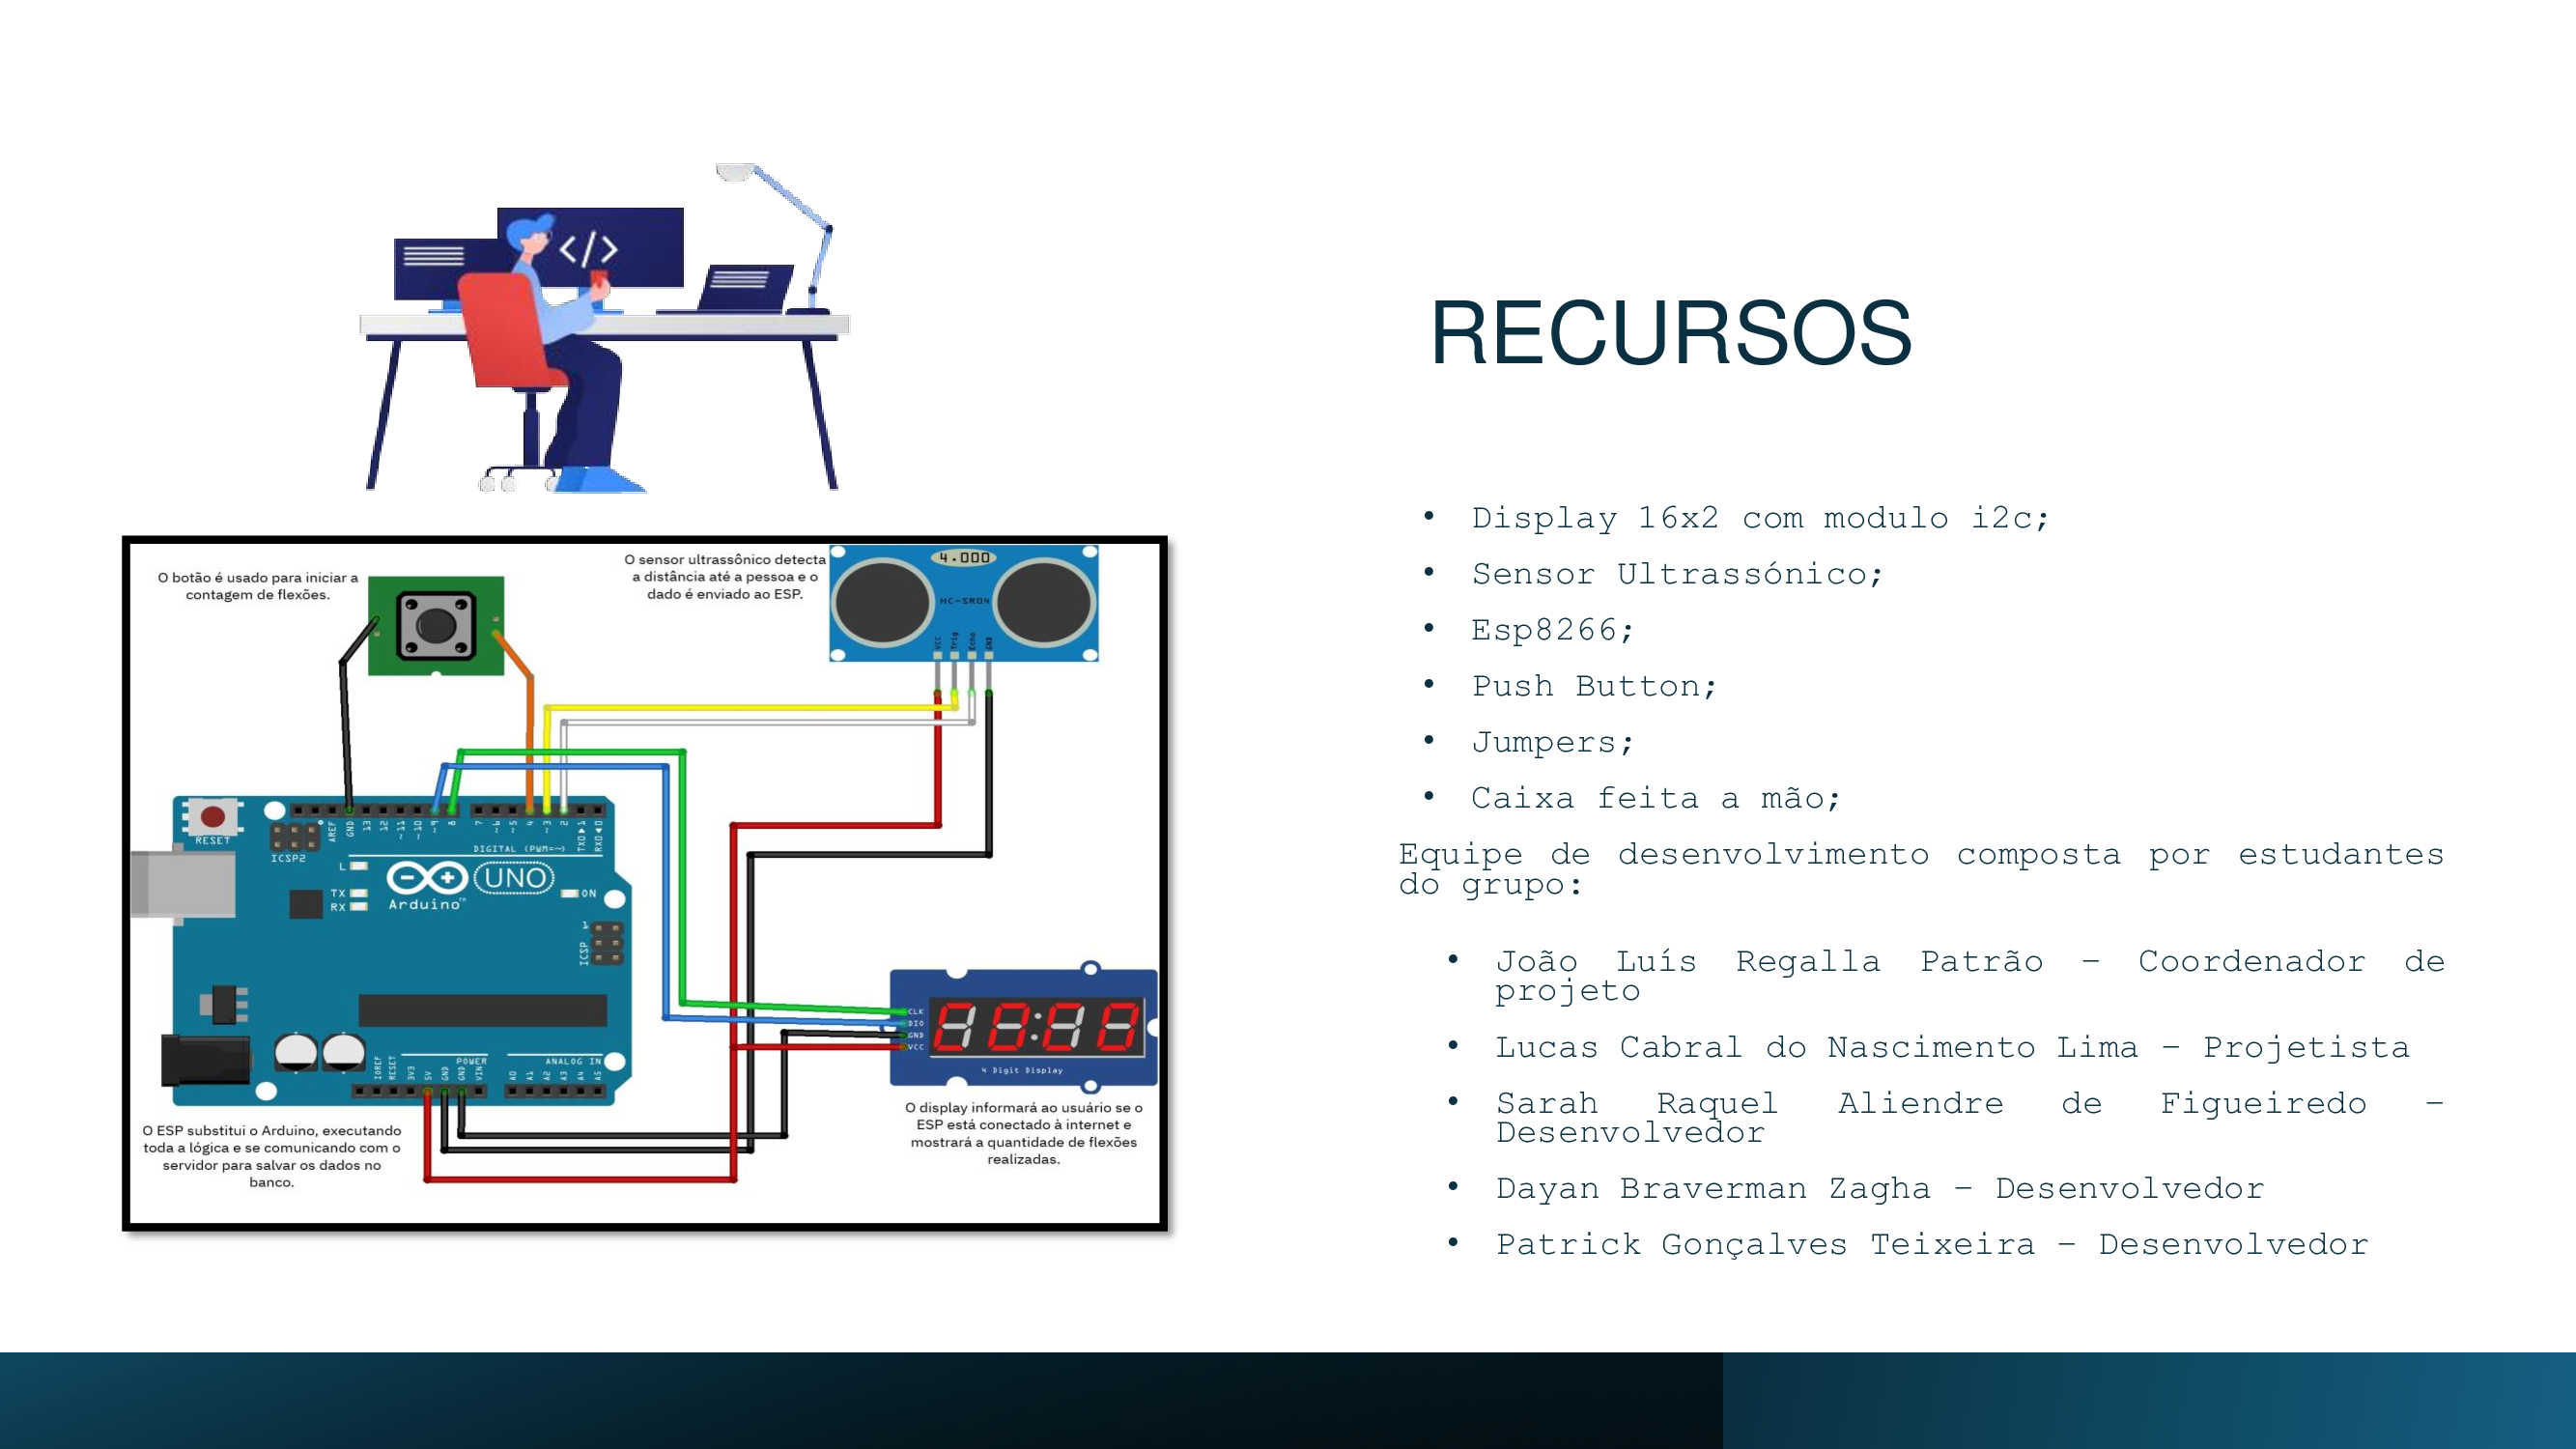 </>
RECURSOS
O botão é usado para iniciar a
contagem de flexões.
O sensor ultrassônico detecta
a distância até a pessoa e o
dado é enviado ao ESP.
4.000
HC-SR04
VCC
Trig
Echo
GND
RESET
ICSP2
AREF
GND
13
12
~11
~10
~9
8
7
~6
~5
4
~3
2
TX0▶1
RX0◀0
DIGITAL (PWM=~)
L
TX
RX
UNO
Arduino™
ON
1
ICSP
IOREF
RESET
3V3
5V
GND
GND
VIN
POWER
ANALOG IN
A0
A1
A2
A3
A4
A5
CLK
DIO
GND
VCC
4 Digit Display
O ESP substitui o Arduino, executando
toda a lógica e se comunicando com o
servidor para salvar os dados no
banco.
O display informará ao usuário se o
ESP está conectado à internet e
mostrará a quantidade de flexões
realizadas.
• Display 16x2 com modulo i2c;
• Sensor Ultrassónico;
• Esp8266;
• Push Button;
• Jumpers;
• Caixa feita a mão;
Equipe de desenvolvimento composta por estudantes
do grupo:
• João Luís Regalla Patrão – Coordenador de
projeto
• Lucas Cabral do Nascimento Lima – Projetista
• Sarah Raquel Aliendre de Figueiredo –
Desenvolvedor
• Dayan Braverman Zagha – Desenvolvedor
• Patrick Gonçalves Teixeira – Desenvolvedor